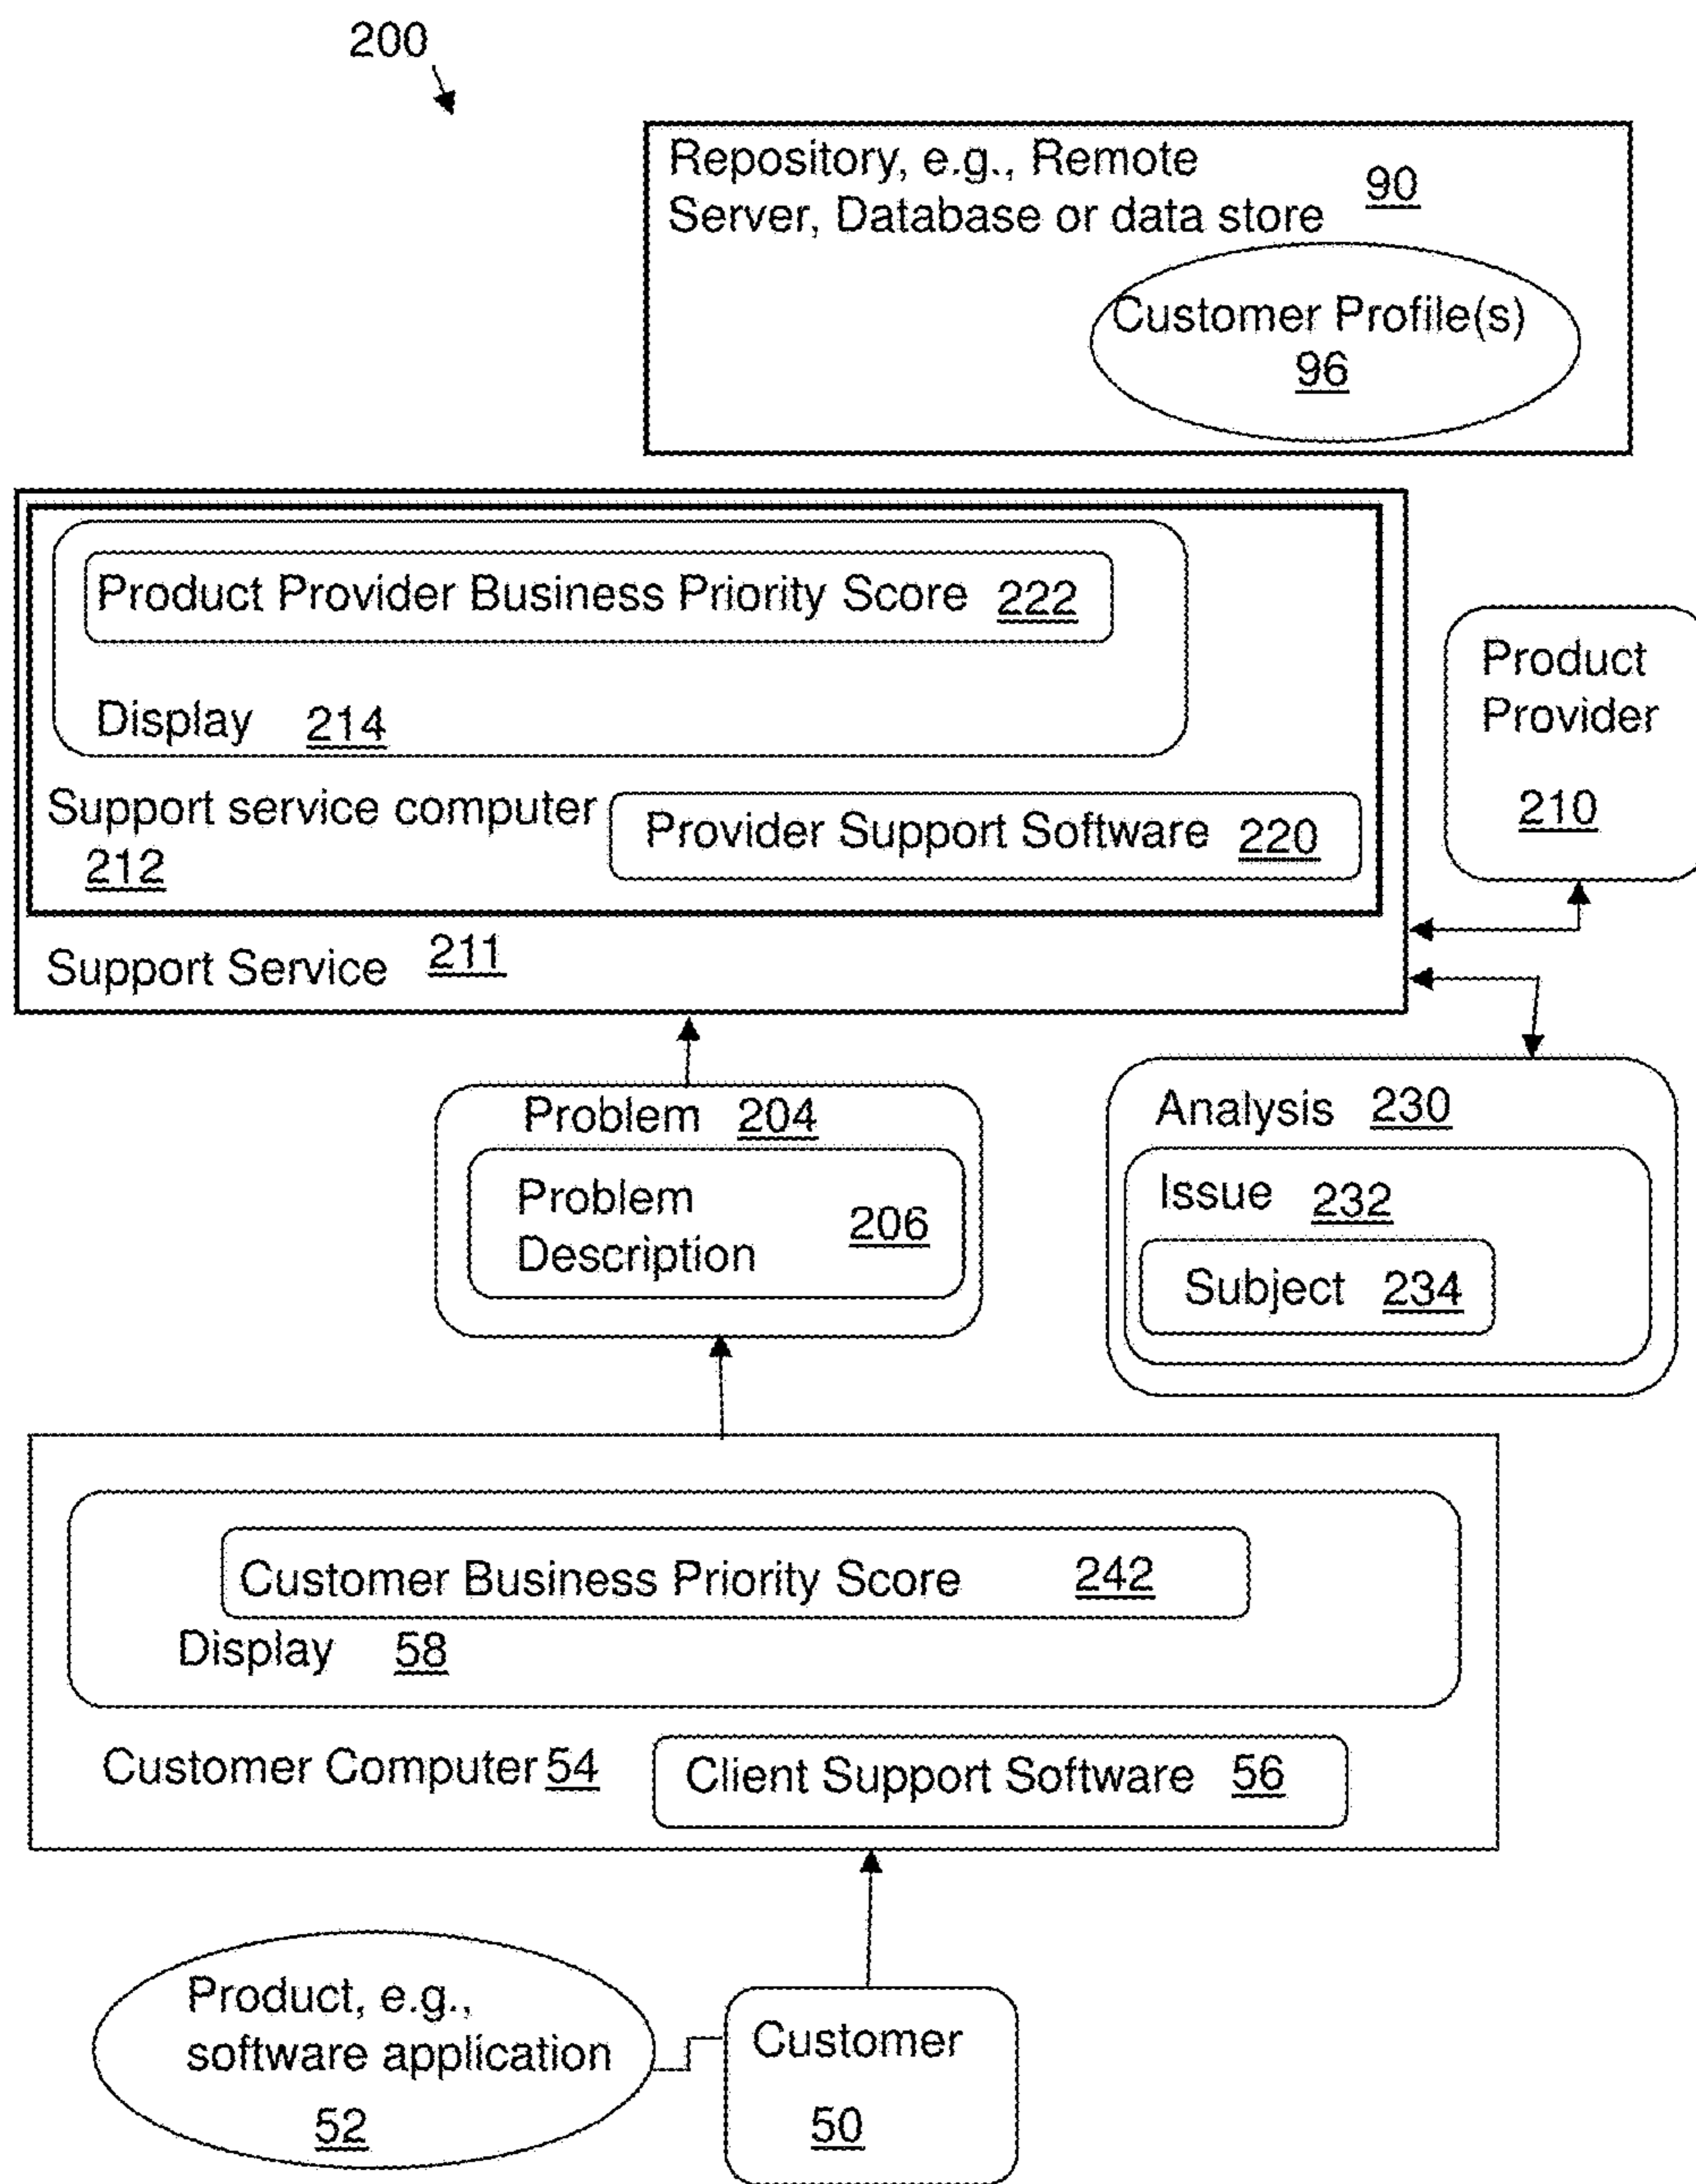 200
Repository, e.g., Remote
Server, Database or data store 90
Customer Profile(s)
96
Product Provider Business Priority Score 222
Display 214
Support service computer
212
Provider Support Software 220
Support Service 211
Product
Provider
210
Problem 204
Problem
Description 206
Analysis 230
Issue 232
Subject 234
Customer Business Priority Score 242
Display 58
Customer Computer 54
Client Support Software 56
Product, e.g.,
software application
52
Customer
50